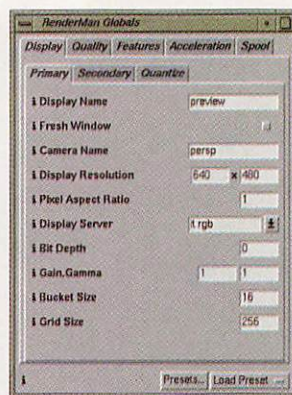 RenderMan Globals
Display Quality Features Acceleration Spool
Primary Secondary Quantize
i Display Name preview
i Fresh Window
i Camera Name persp
i Display Resolution 640 x 480
i Pixel Aspect Ratio 1
i Display Server it rgb
i Bit Depth 0
i Gain,Gamma 1 1
i Bucket Size 16
i Grid Size 256
i Presets... Load Preset